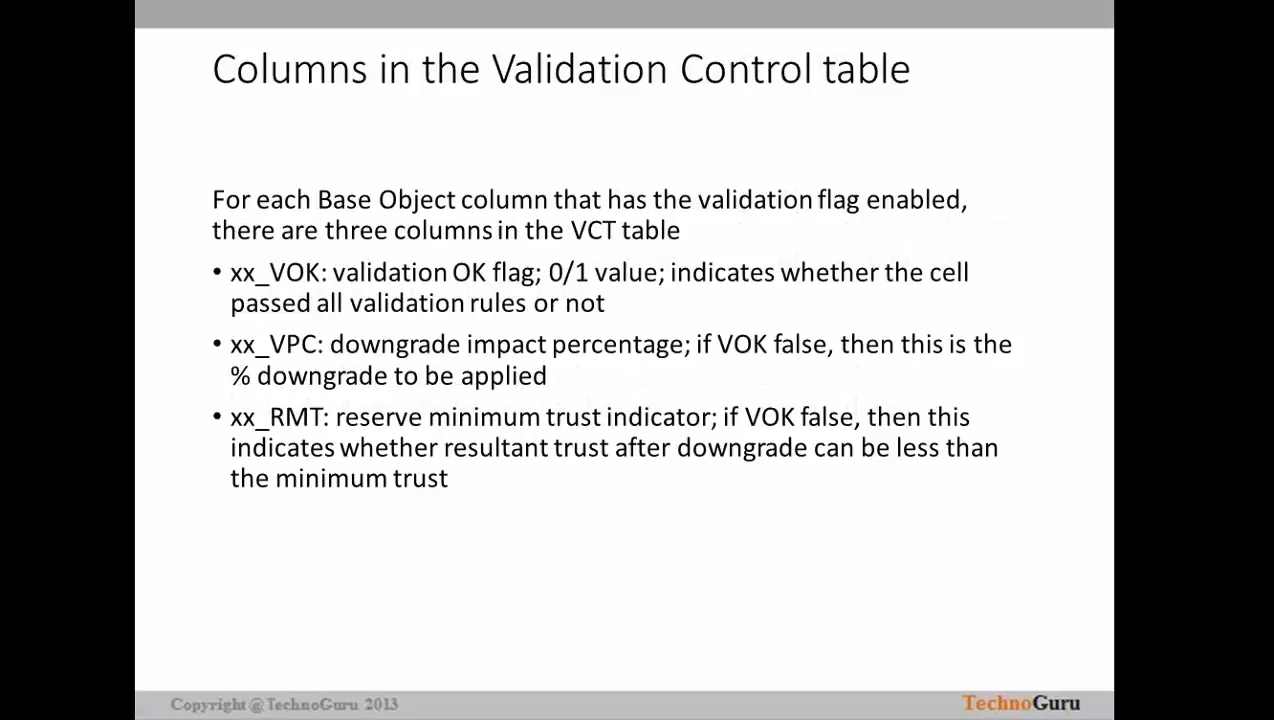 Columns in the Validation Control table
For each Base Object column that has the validation flag enabled,
there are three columns in the VCT table
• xx_VOK: validation OK flag; 0/1 value; indicates whether the cell
passed all validation rules or not
• xx_VPC: downgrade impact percentage; if VOK false, then this is the
% downgrade to be applied
• xx_RMT: reserve minimum trust indicator; if VOK false, then this
indicates whether resultant trust after downgrade can be less than
the minimum trust
Copyright @ TechnoGuru 2013
TechnoGuru